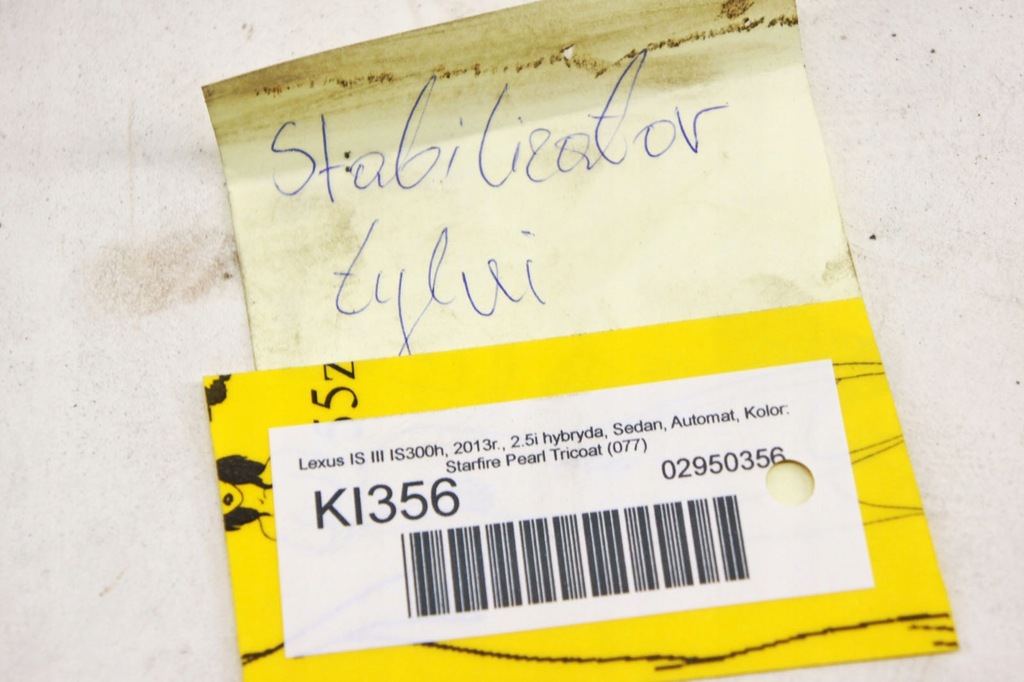 Stabilizator
tylni
55z
Lexus IS III IS300h, 2013r., 2.5i hybryda, Sedan, Automat, Kolor:
Starfire Pearl Tricoat (077)
02950356
KI356